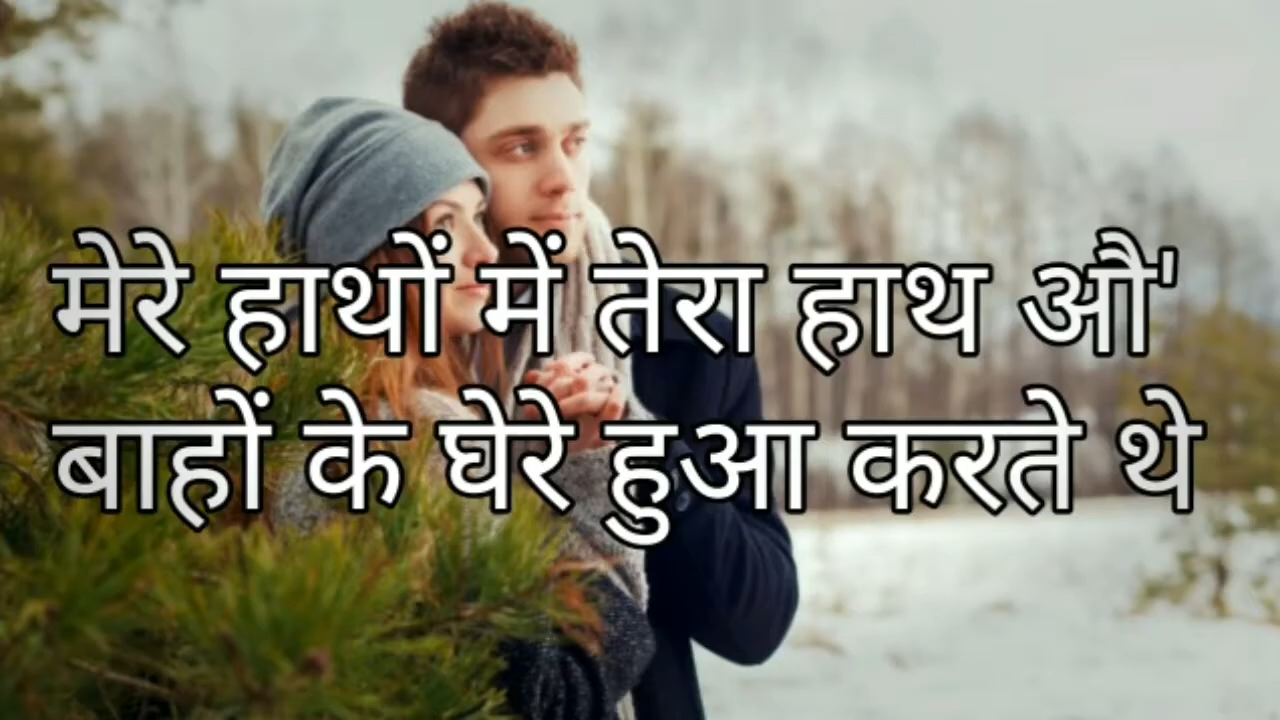 मेरे हाथों में तेरा हाथ औ'
बाहों के घेरे हुआ करते थे